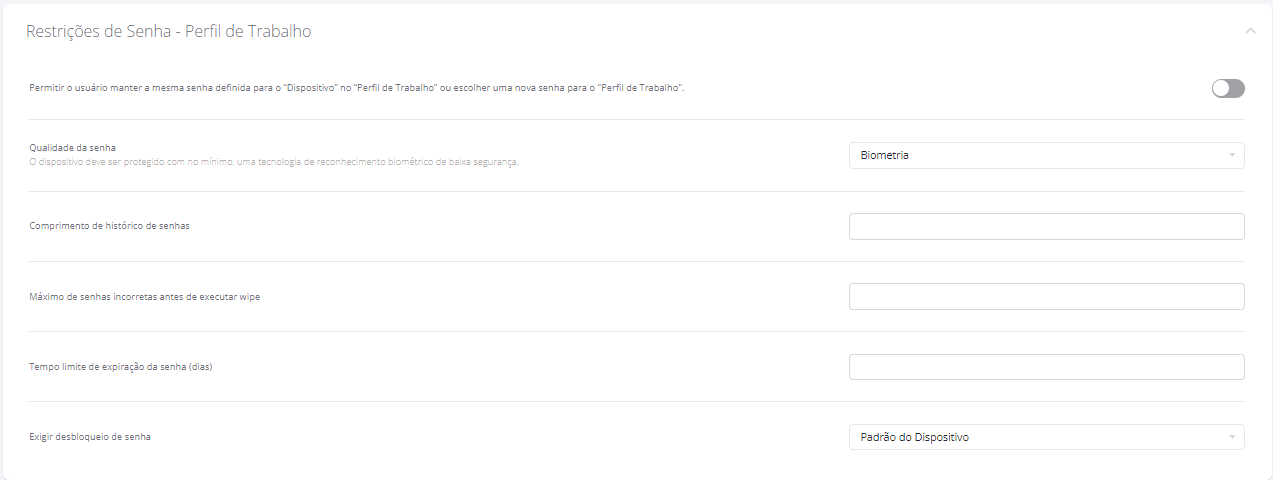 Restrições de Senha - Perfil de Trabalho
Permitir o usuário manter a mesma senha definida para o "Dispositivo" no "Perfil de Trabalho" ou escolher uma nova senha para o "Perfil de Trabalho".
Qualidade da senha
O dispositivo deve ser protegido com no mínimo, uma tecnologia de reconhecimento biométrico de baixa segurança.
Biometria
Comprimento de histórico de senhas
Máximo de senhas incorretas antes de executar wipe
Tempo limite de expiração da senha (dias)
Exigir desbloqueio de senha
Padrão do Dispositivo